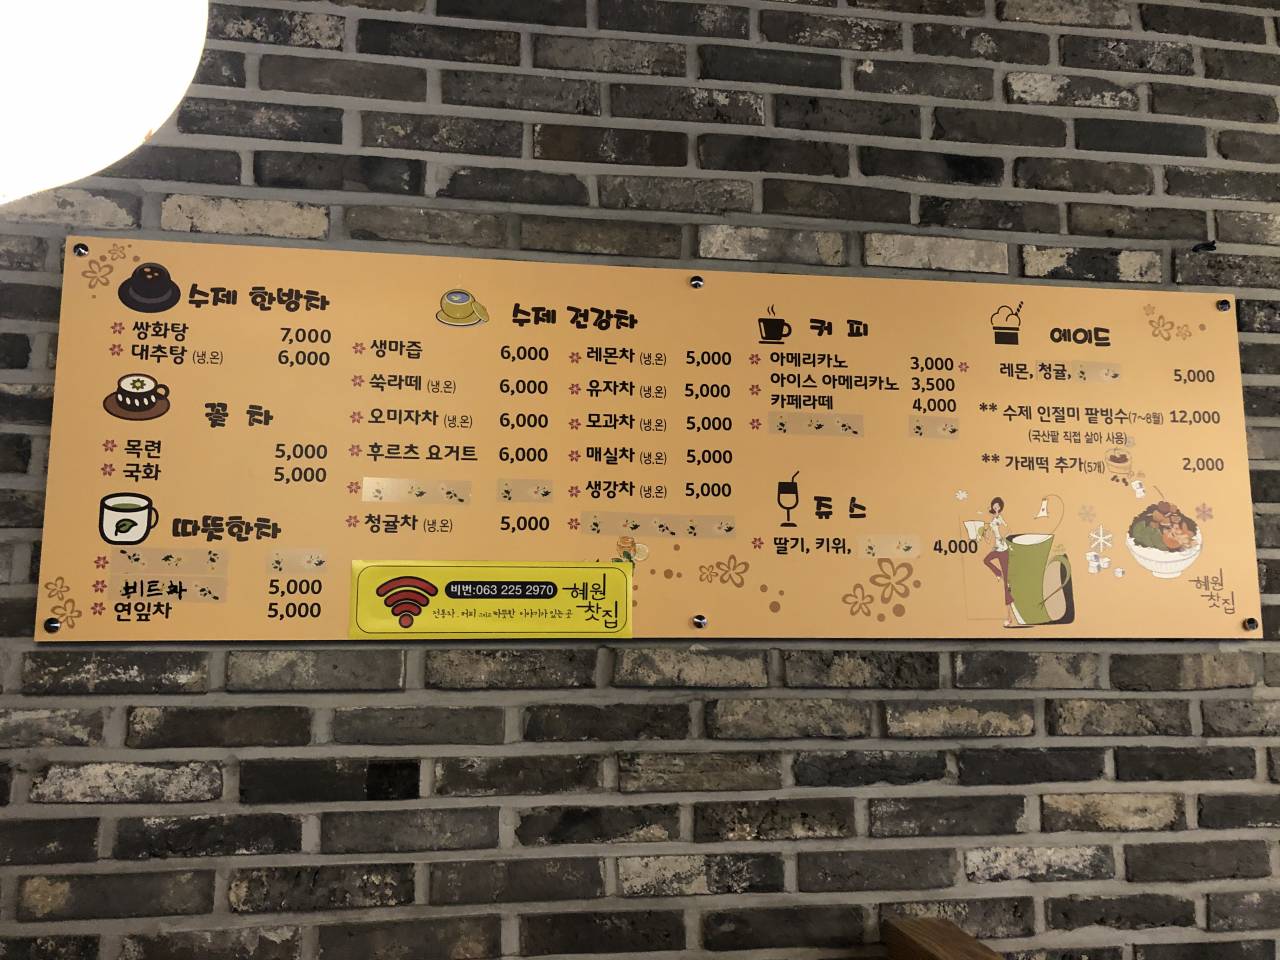 수제 한방차
쌍화탕 7,000
대추탕 (냉,온) 6,000
꽃 차
목련 5,000
국화 5,000
따뜻한차
비트차 5,000
연잎차 5,000
수제 건강차
생마즙 6,000
쑥라떼 (냉,온) 6,000
오미자차 (냉,온) 6,000
후르츠 요거트 6,000
청귤차 (냉,온) 5,000
레몬차 (냉,온) 5,000
유자차 (냉,온) 5,000
모과차 (냉,온) 5,000
매실차 (냉,온) 5,000
생강차 (냉,온) 5,000
비번:063 225 2970
전통차 .. 커피 그리고 따뜻한 이야기가 있는 곳
혜원
찻집
커 피
아메리카노 3,000
아이스 아메리카노 3,500
카페라떼 4,000
쥬 스
딸기, 키위, 4,000
에이드
레몬, 청귤, 5,000
** 수제 인절미 팥빙수(7~8월) 12,000
(국산팥 직접 삶아 사용)
** 가래떡 추가(5개) 2,000
혜원
찻집